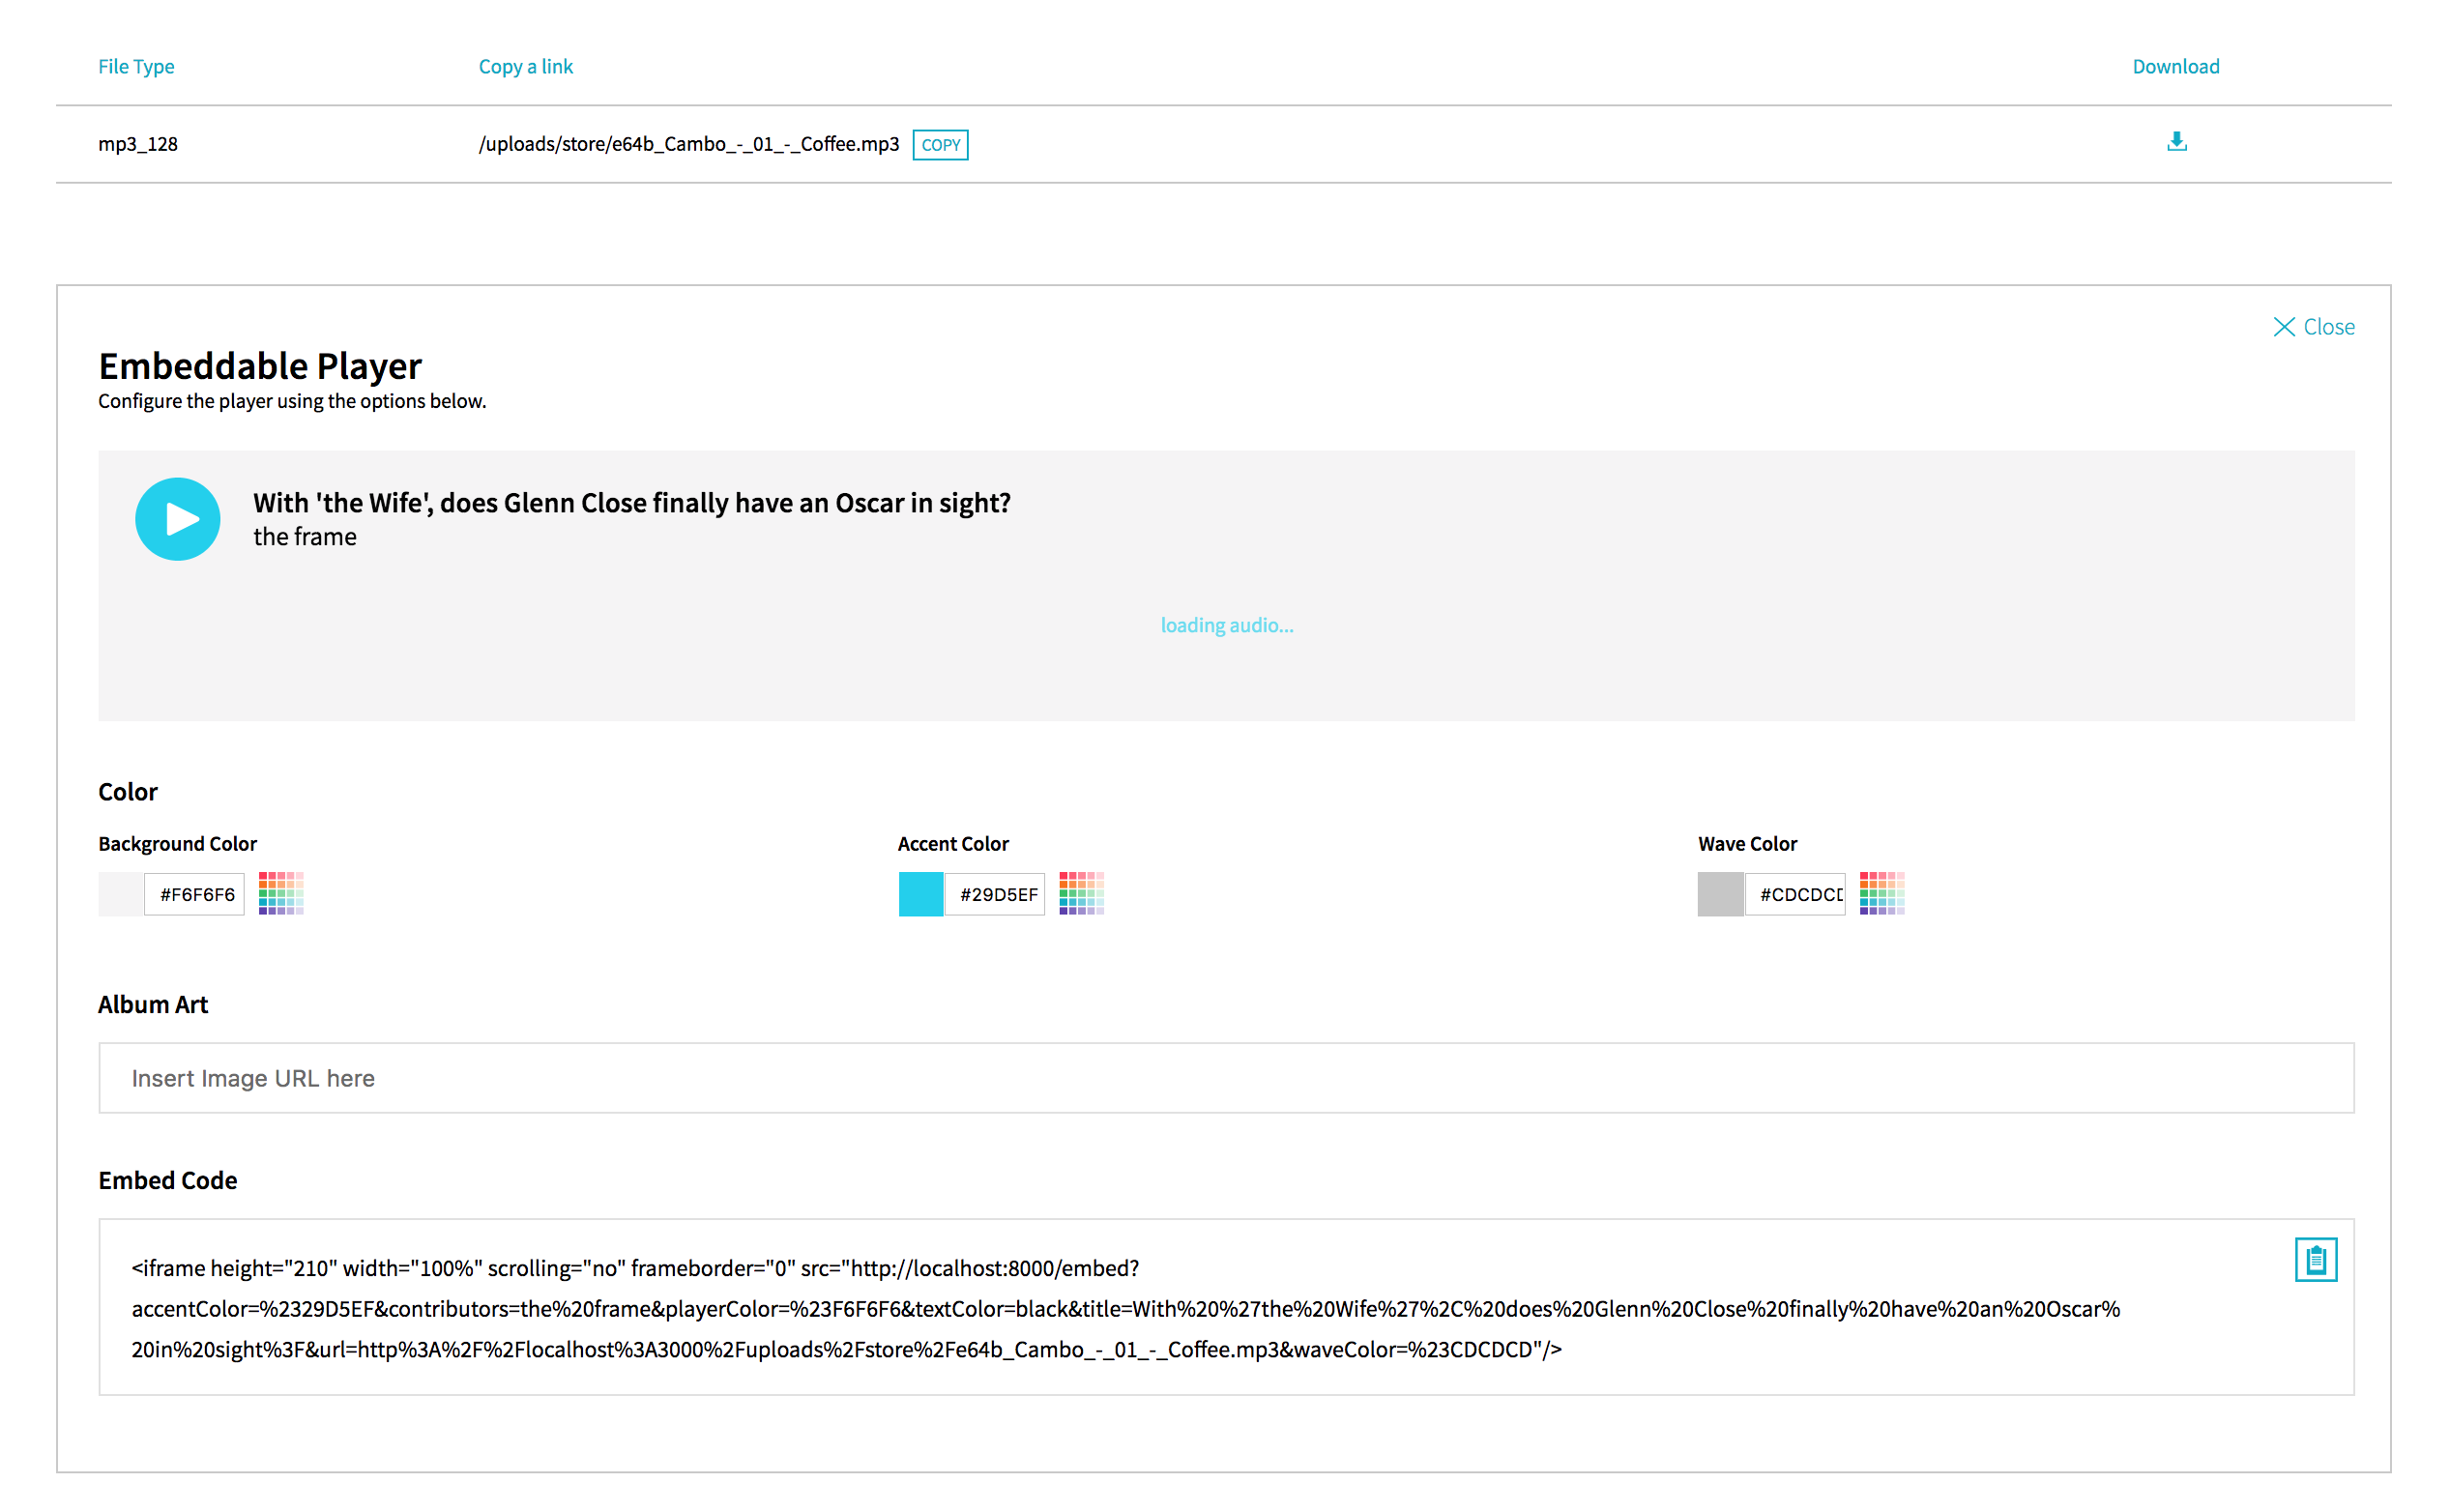 File Type Copy a link Download
mp3_128 /uploads/store/e64b_Cambo_-_01_-_Coffee.mp3 COPY
Close
Embeddable Player
Configure the player using the options below.
With 'the Wife', does Glenn Close finally have an Oscar in sight?
the frame
loading audio...
Color
Background Color Accent Color Wave Color
#F6F6F6 #29D5EF #CDCDCD
Album Art
Insert Image URL here
Embed Code
<iframe height="210" width="100%" scrolling="no" frameborder="0" src="http://localhost:8000/embed?
accentColor=%2329D5EF&contributors=the%20frame&playerColor=%23F6F6F6&textColor=black&title=With%20%27the%20Wife%27%2C%20does%20Glenn%20Close%20finally%20have%20an%20Oscar%
20in%20sight%3F&url=http%3A%2F%2Flocalhost%3A3000%2Fuploads%2Fstore%2Fe64b_Cambo_-_01_-_Coffee.mp3&waveColor=%23CDCDCD"/>